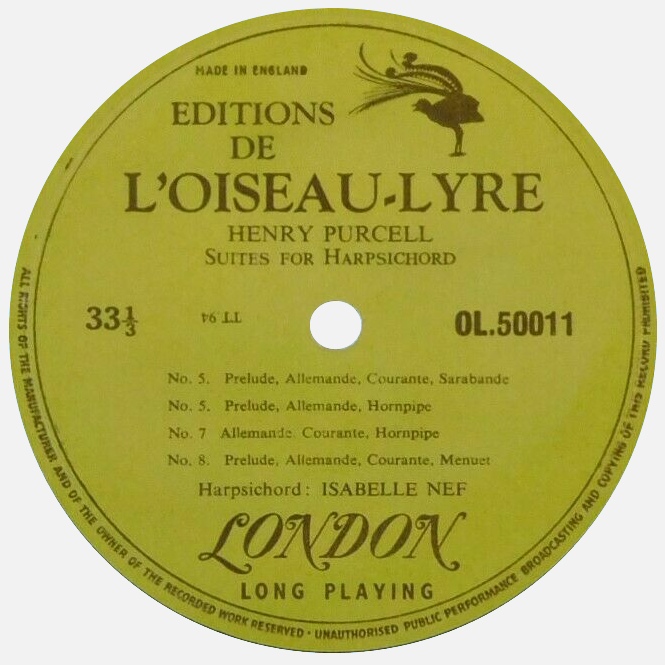 MADE IN ENGLAND
EDITIONS
DE
L'OISEAU-LYRE
HENRY PURCELL
SUITES FOR HARPSICHORD
33⅓
TT 94
OL.50011
No. 5. Prelude, Allemande, Courante, Sarabande
No. 5. Prelude, Allemande, Hornpipe
No. 7 Allemande, Courante, Hornpipe
No. 8. Prelude, Allemande, Courante, Menuet
Harpsichord: ISABELLE NEF
LONDON
LONG PLAYING
ALL RIGHTS OF THE MANUFACTURER AND OF THE OWNER OF THE RECORDED WORK RESERVED · UNAUTHORISED PUBLIC PERFORMANCE BROADCASTING AND COPYING OF THIS RECORD PROHIBITED